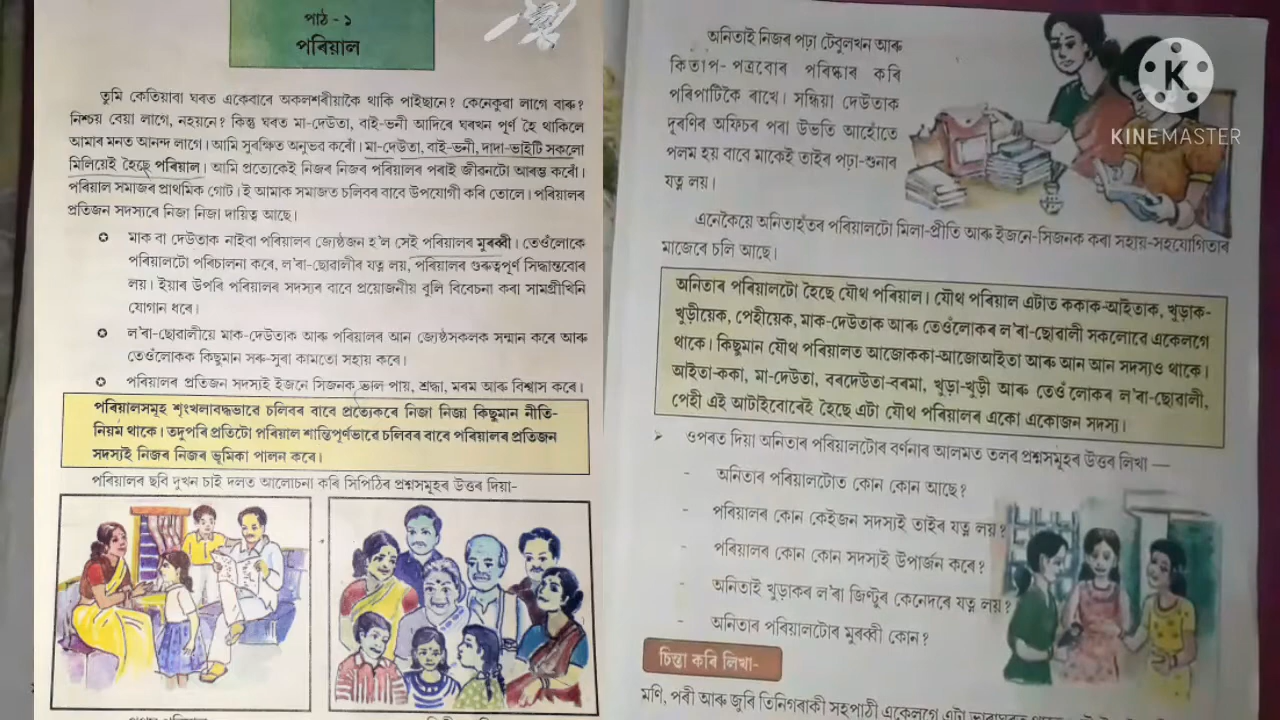 পাঠ - ১
পৰিয়াল
তুমি কেতিয়াবা ঘৰত একেবাৰে অকলশৰীয়াকৈ থাকি পাইছানে? কেনেকুৱা লাগে বাৰু?
নিশ্চয় বেয়া লাগে, নহয়নে? কিন্তু ঘৰত মা-দেউতা, বাই-ভনী আদিৰে ঘৰখন পূৰ্ণ হৈ থাকিলে
আমাৰ মনত আনন্দ লাগে। আমি সুৰক্ষিত অনুভৱ কৰোঁ। মা-দেউতা, বাই-ভনী, দাদা-ভাইটি সকলো
মিলিয়েই হৈছে পৰিয়াল। আমি প্ৰত্যেকেই নিজৰ নিজৰ পৰিয়ালৰ পৰাই জীৱনটো আৰম্ভ কৰোঁ।
পৰিয়াল সমাজৰ প্ৰাথমিক গোট। ই আমাক সমাজত চলিবৰ বাবে উপযোগী কৰি তোলে। পৰিয়ালৰ
প্ৰতিজন সদস্যৰে নিজা নিজা দায়িত্ব আছে।
✪ মাক বা দেউতাক নাইবা পৰিয়ালৰ জ্যেষ্ঠজন হ'ল সেই পৰিয়ালৰ মুৰব্বী। তেওঁলোকে
পৰিয়ালটো পৰিচালনা কৰে, ল'ৰা-ছোৱালীৰ যত্ন লয়, পৰিয়ালৰ গুৰুত্বপূৰ্ণ সিদ্ধান্তবোৰ
লয়। ইয়াৰ উপৰি পৰিয়ালৰ সদস্যৰ বাবে প্ৰয়োজনীয় বুলি বিবেচনা কৰা সামগ্ৰীখিনি
যোগান ধৰে।
✪ ল'ৰা-ছোৱালীয়ে মাক-দেউতাক আৰু পৰিয়ালৰ আন জ্যেষ্ঠসকলক সন্মান কৰে আৰু
তেওঁলোকক কিছুমান সৰু-সুৰা কামতো সহায় কৰে।
✪ পৰিয়ালৰ প্ৰতিজন সদস্যই ইজনে সিজনক ভাল পায়, শ্ৰদ্ধা, মৰম আৰু বিশ্বাস কৰে।
পৰিয়ালসমূহ শৃংখলাবদ্ধভাৱে চলিবৰ বাবে প্ৰত্যেকৰে নিজা নিজা কিছুমান নীতি-
নিয়ম থাকে। তদুপৰি প্ৰতিটো পৰিয়াল শান্তিপূৰ্ণভাৱে চলিবৰ বাবে পৰিয়ালৰ প্ৰতিজন
সদস্যই নিজৰ নিজৰ ভূমিকা পালন কৰে।
পৰিয়ালৰ ছবি দুখন চাই দলত আলোচনা কৰি সিপিঠিৰ প্ৰশ্নসমূহৰ উত্তৰ দিয়া-
অনিতাই নিজৰ পঢ়া টেবুলখন আৰু
কিতাপ- পত্ৰবোৰ পৰিষ্কাৰ কৰি
পৰিপাটিকৈ ৰাখে। সন্ধিয়া দেউতাক
দূৰণিৰ অফিচৰ পৰা উভতি আহোঁতে
পলম হয় বাবে মাকেই তাইৰ পঢ়া-শুনাৰ
যত্ন লয়।
এনেকৈয়ে অনিতাহঁতৰ পৰিয়ালটো মিলা-প্ৰীতি আৰু ইজনে-সিজনক কৰা সহায়-সহযোগিতাৰ
মাজেৰে চলি আছে।
অনিতাৰ পৰিয়ালটো হৈছে যৌথ পৰিয়াল। যৌথ পৰিয়াল এটাত ককাক-আইতাক, খুড়াক-
খুড়ীয়েক, পেহীয়েক, মাক-দেউতাক আৰু তেওঁলোকৰ ল'ৰা-ছোৱালী সকলোৱে একেলগে
থাকে। কিছুমান যৌথ পৰিয়ালত আজোককা-আজোআইতা আৰু আন আন সদস্যও থাকে।
আইতা-ককা, মা-দেউতা, বৰদেউতা-বৰমা, খুড়া-খুড়ী আৰু তেওঁ লোকৰ ল'ৰা-ছোৱালী,
পেহী এই আটাইবোৰেই হৈছে এটা যৌথ পৰিয়ালৰ একো একোজন সদস্য।
➤ ওপৰত দিয়া অনিতাৰ পৰিয়ালটোৰ বৰ্ণনাৰ আলমত তলৰ প্ৰশ্নসমূহৰ উত্তৰ লিখা —
- অনিতাৰ পৰিয়ালটোত কোন কোন আছে?
- পৰিয়ালৰ কোন কেইজন সদস্যই তাইৰ যত্ন লয়?
- পৰিয়ালৰ কোন কোন সদস্যই উপাৰ্জন কৰে?
- অনিতাই খুড়াকৰ ল'ৰা জিণ্টুৰ কেনেদৰে যত্ন লয়?
- অনিতাৰ পৰিয়ালটোৰ মুৰব্বী কোন?
চিন্তা কৰি লিখা-
মণি, পৰী আৰু জুৰি তিনিগৰাকী সহপাঠী একেলগে এটা
K
KINEMASTER